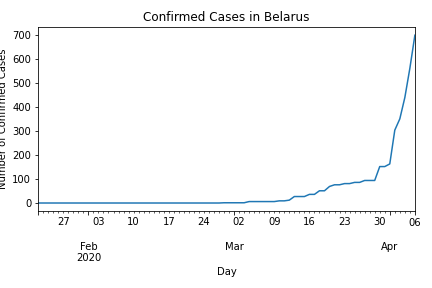 Confirmed Cases in Belarus
Number of Confirmed Cases
700
600
500
400
300
200
100
0
27 03 10 17 24 02 09 16 23 30 06
Feb Mar Apr
2020
Day